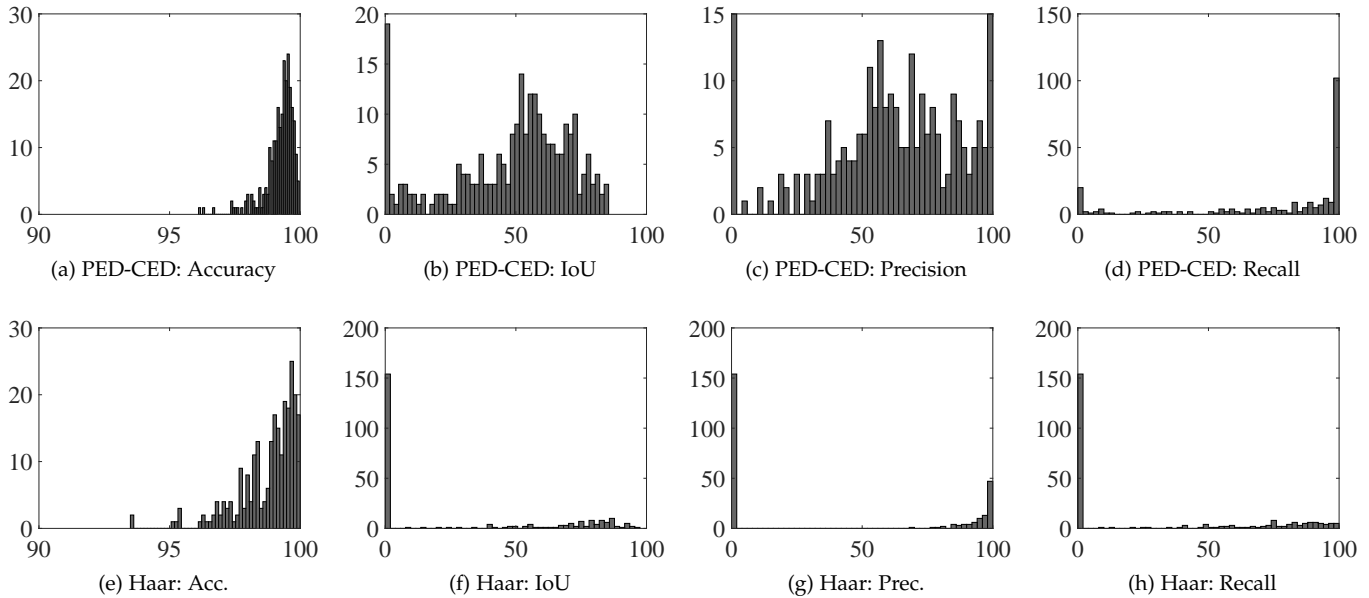 30
20
10
0
90 95 100
(a) PED-CED: Accuracy
20
15
10
5
0
0 50 100
(b) PED-CED: IoU
15
10
5
0
0 50 100
(c) PED-CED: Precision
150
100
50
0
0 50 100
(d) PED-CED: Recall
30
20
10
0
90 95 100
(e) Haar: Acc.
200
150
100
50
0
0 50 100
(f) Haar: IoU
200
150
100
50
0
0 50 100
(g) Haar: Prec.
200
150
100
50
0
0 50 100
(h) Haar: Recall